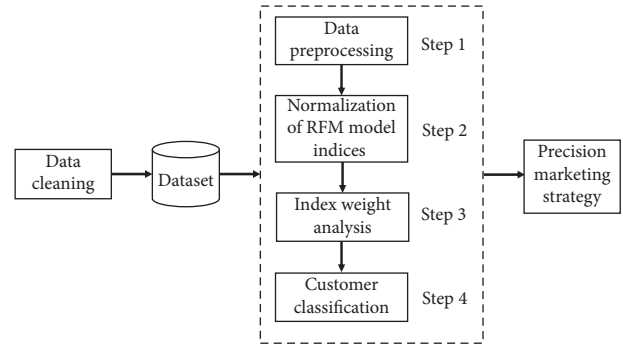 Data
cleaning
Dataset
Data
preprocessing
Step 1
Normalization
of RFM model
indices
Step 2
Index weight
analysis
Step 3
Customer
classification
Step 4
Precision
marketing
strategy